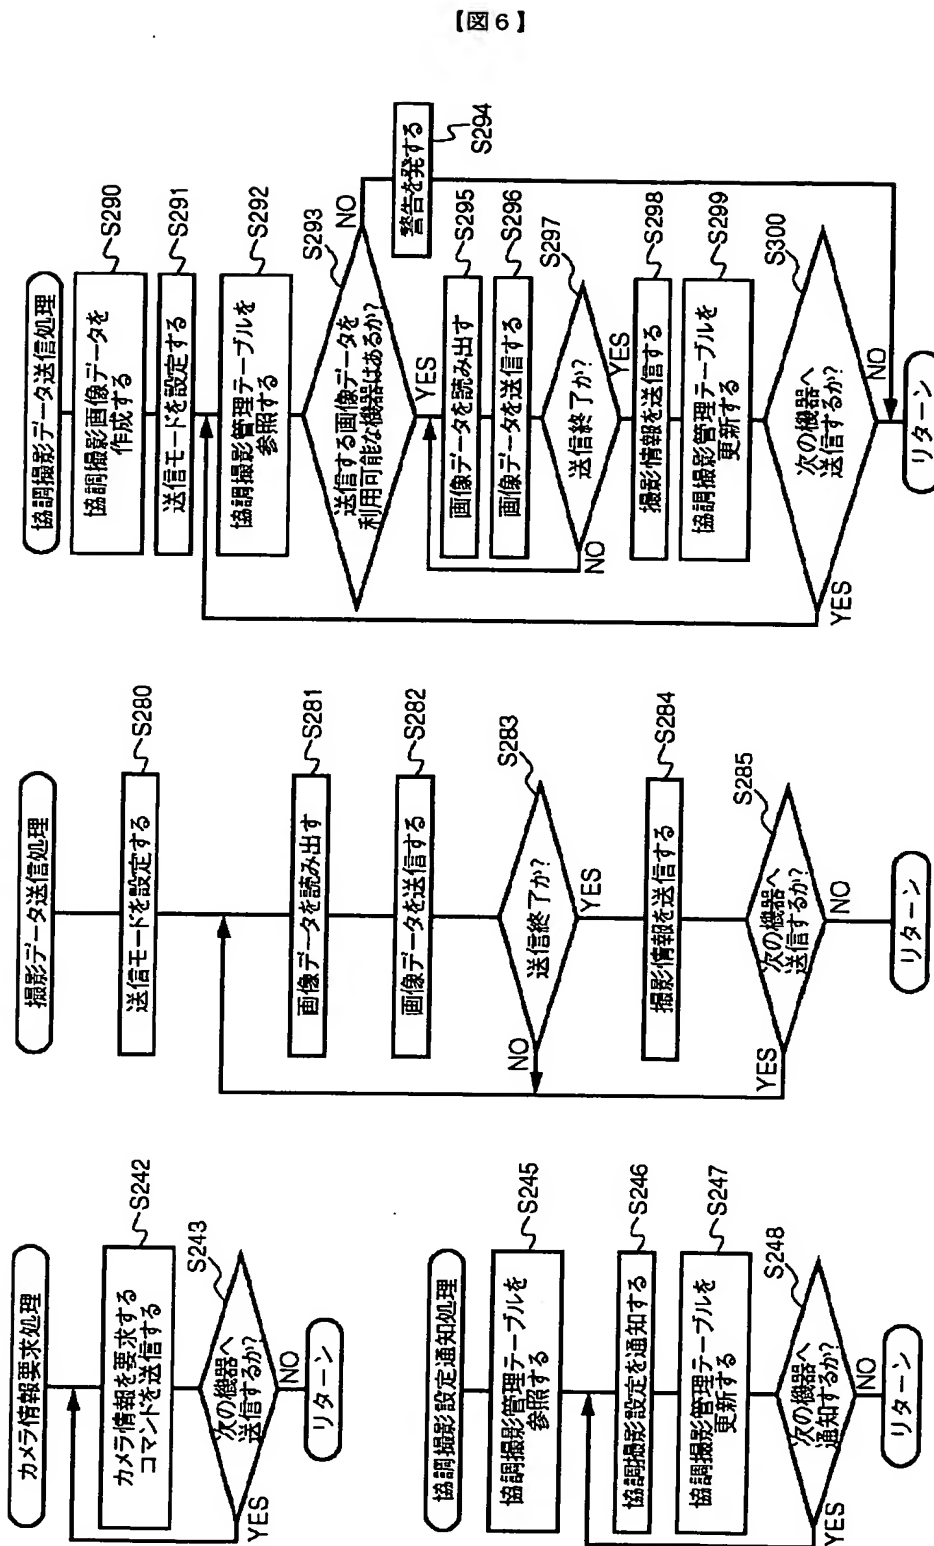 【図6】
カメラ情報要求処理
カメラ情報を要求する
コマンドを送信する
S242
次の機器へ
送信するか?
S243
YES
NO
リターン
協調撮影設定通知処理
協調撮影管理テーブルを
参照する
S245
協調撮影設定を通知する
S246
協調撮影管理テーブルを
更新する
S247
次の機器へ
通知するか?
S248
YES
NO
リターン
撮影データ送信処理
送信モードを設定する
S280
画像データを読み出す
S281
画像データを送信する
S282
送信終了か?
S283
NO
YES
撮影情報を送信する
S284
次の機器へ
送信するか?
S285
YES
NO
リターン
協調撮影データ送信処理
協調撮影画像データを
作成する
S290
送信モードを設定する
S291
協調撮影管理テーブルを
参照する
S292
送信する画像データを
利用可能な機器はあるか?
S293
NO
警告を発する
S294
YES
画像データを読み出す
S295
画像データを送信する
S296
送信終了か?
S297
NO
YES
撮影情報を送信する
S298
協調撮影管理テーブルを
更新する
S299
次の機器へ
送信するか?
S300
YES
NO
リターン